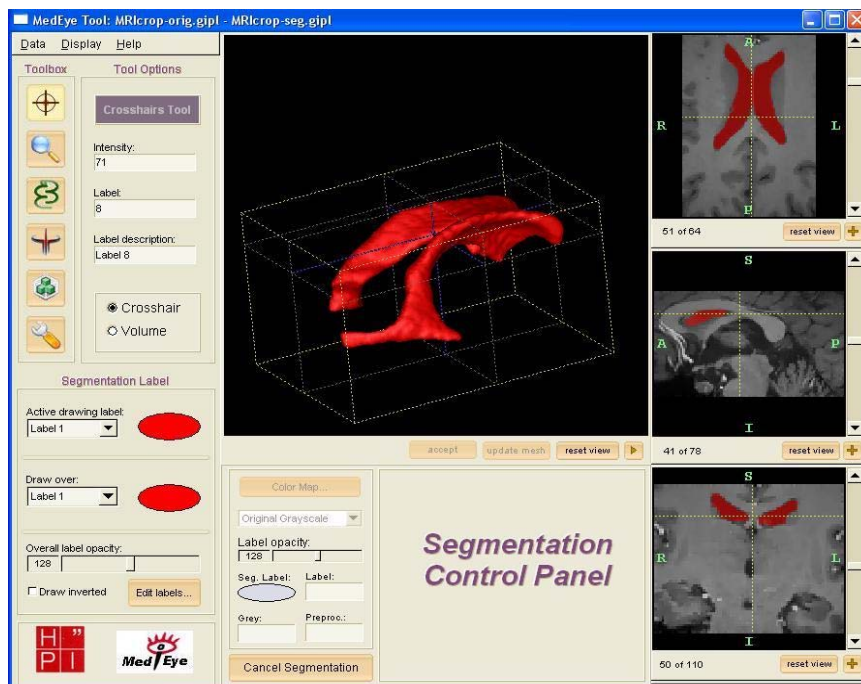 MedEye Tool: MRIcrop-orig.gipl - MRIcrop-seg.gipl
Data Display Help
Toolbox
Tool Options
Crosshairs Tool
Intensity:
71
Label:
8
Label description:
Label 8
Crosshair
Volume
Segmentation Label
Active drawing label:
Label 1
Draw over:
Label 1
Overall label opacity:
128
Draw inverted
Edit labels...
H "
P I
Med Eye
accept
update mesh
reset view
Color Map...
Original Grayscale
Label opacity:
128
Seg. Label:
Label:
Grey:
Preproc.:
Cancel Segmentation
Segmentation
Control Panel
A
R
L
P
51 of 64
reset view
S
A
P
I
41 of 78
reset view
S
R
L
I
50 of 110
reset view